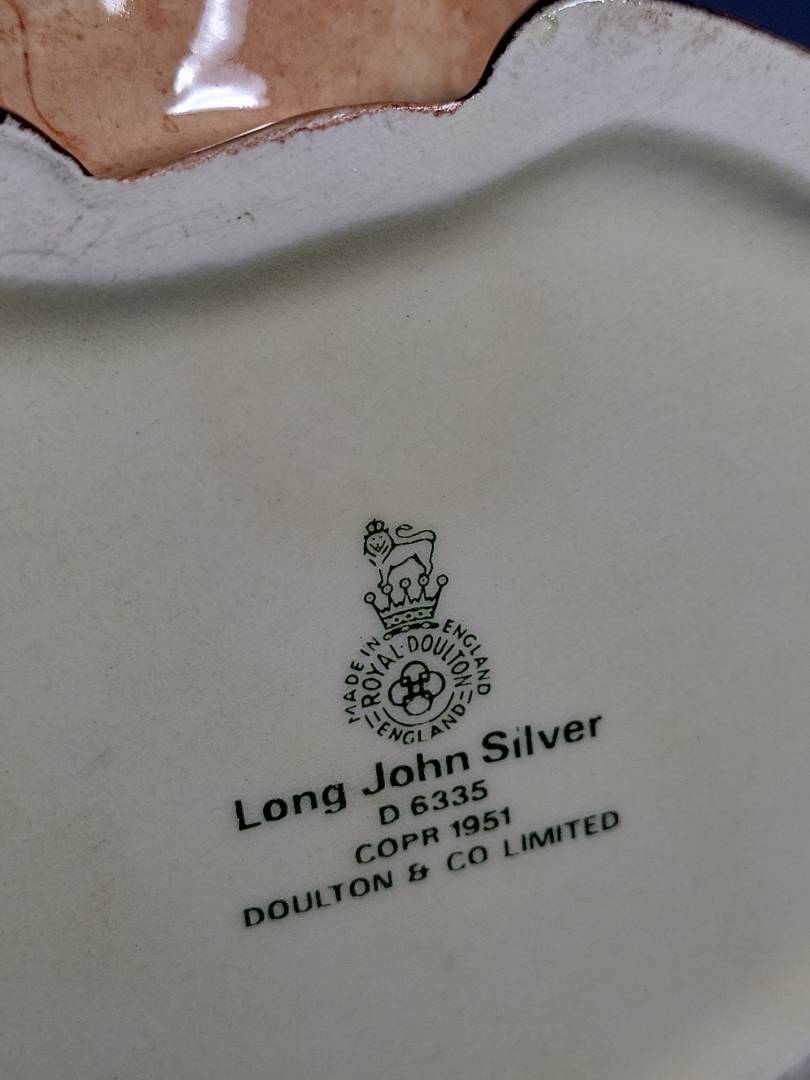 MADE IN ENGLAND
ROYAL·DOULTON
ENGLAND
Long John Silver
D 6335
COPR 1951
DOULTON & CO LIMITED